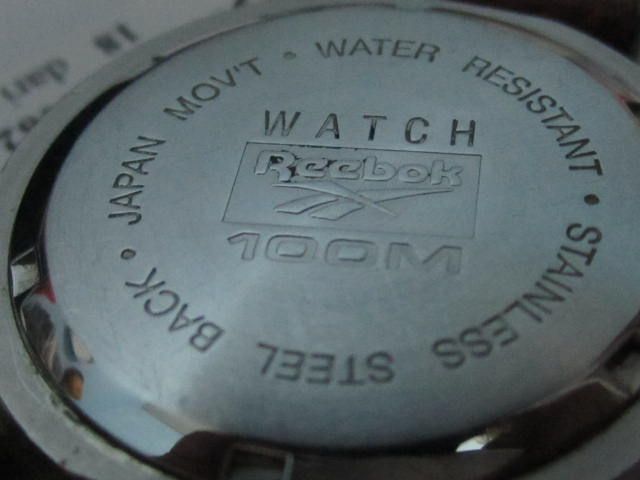 WATCH
Reebok
100M
JAPAN MOV'T • WATER RESISTANT • STAINLESS STEEL BACK •